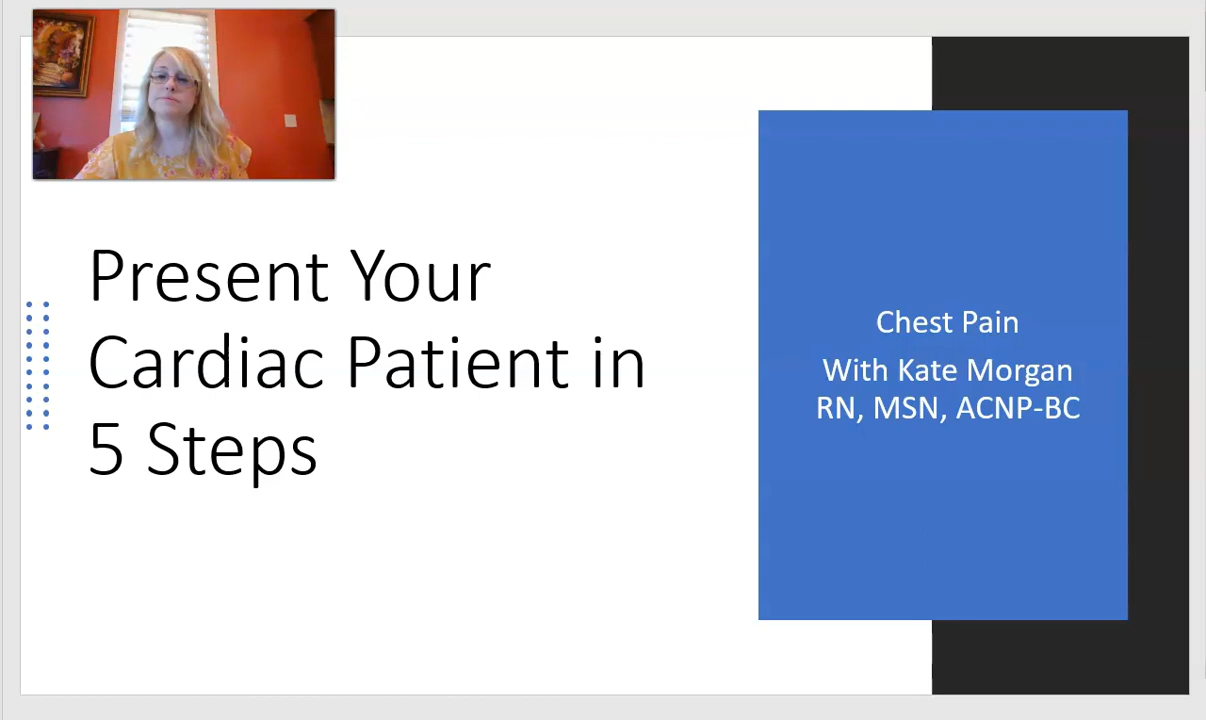 Present Your
Cardiac Patient in
5 Steps
Chest Pain
With Kate Morgan
RN, MSN, ACNP-BC